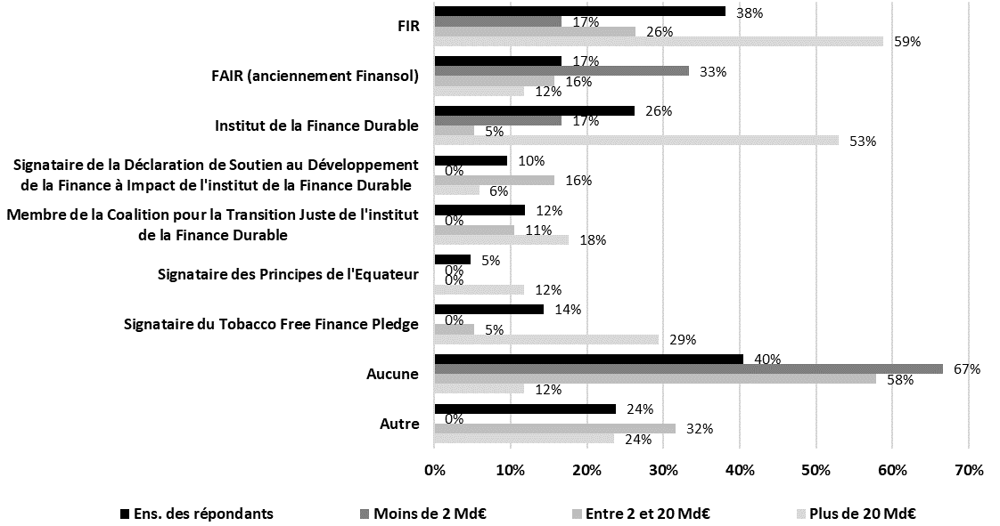 FIR
38%
17%
26%
59%
FAIR (anciennement Finansol)
17%
33%
16%
12%
Institut de la Finance Durable
26%
17%
5%
53%
Signataire de la Déclaration de Soutien au Développement
de la Finance à Impact de l'institut de la Finance Durable
10%
0%
16%
6%
Membre de la Coalition pour la Transition Juste de l'institut
de la Finance Durable
12%
0%
11%
18%
Signataire des Principes de l'Equateur
5%
0%
0%
12%
Signataire du Tobacco Free Finance Pledge
14%
0%
5%
29%
Aucune
40%
67%
58%
12%
Autre
24%
0%
32%
24%
0% 10% 20% 30% 40% 50% 60% 70%
Ens. des répondants Moins de 2 Md€ Entre 2 et 20 Md€ Plus de 20 Md€